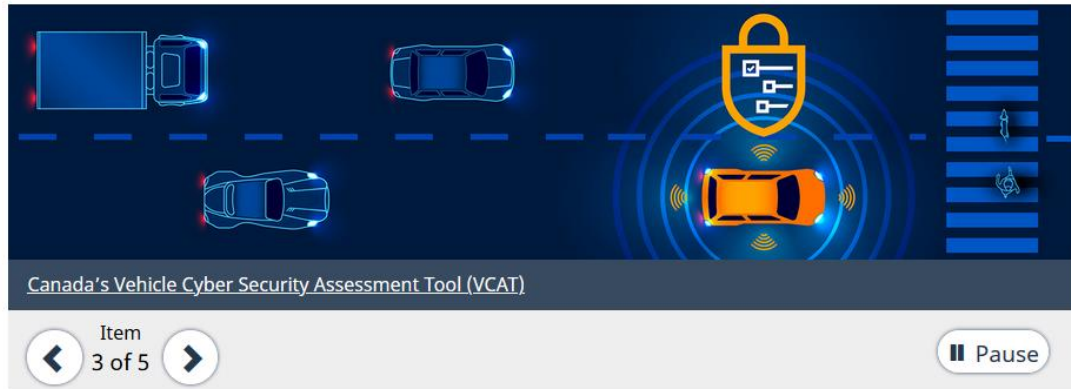 Canada’s Vehicle Cyber Security Assessment Tool (VCAT)
Item
3 of 5
Pause